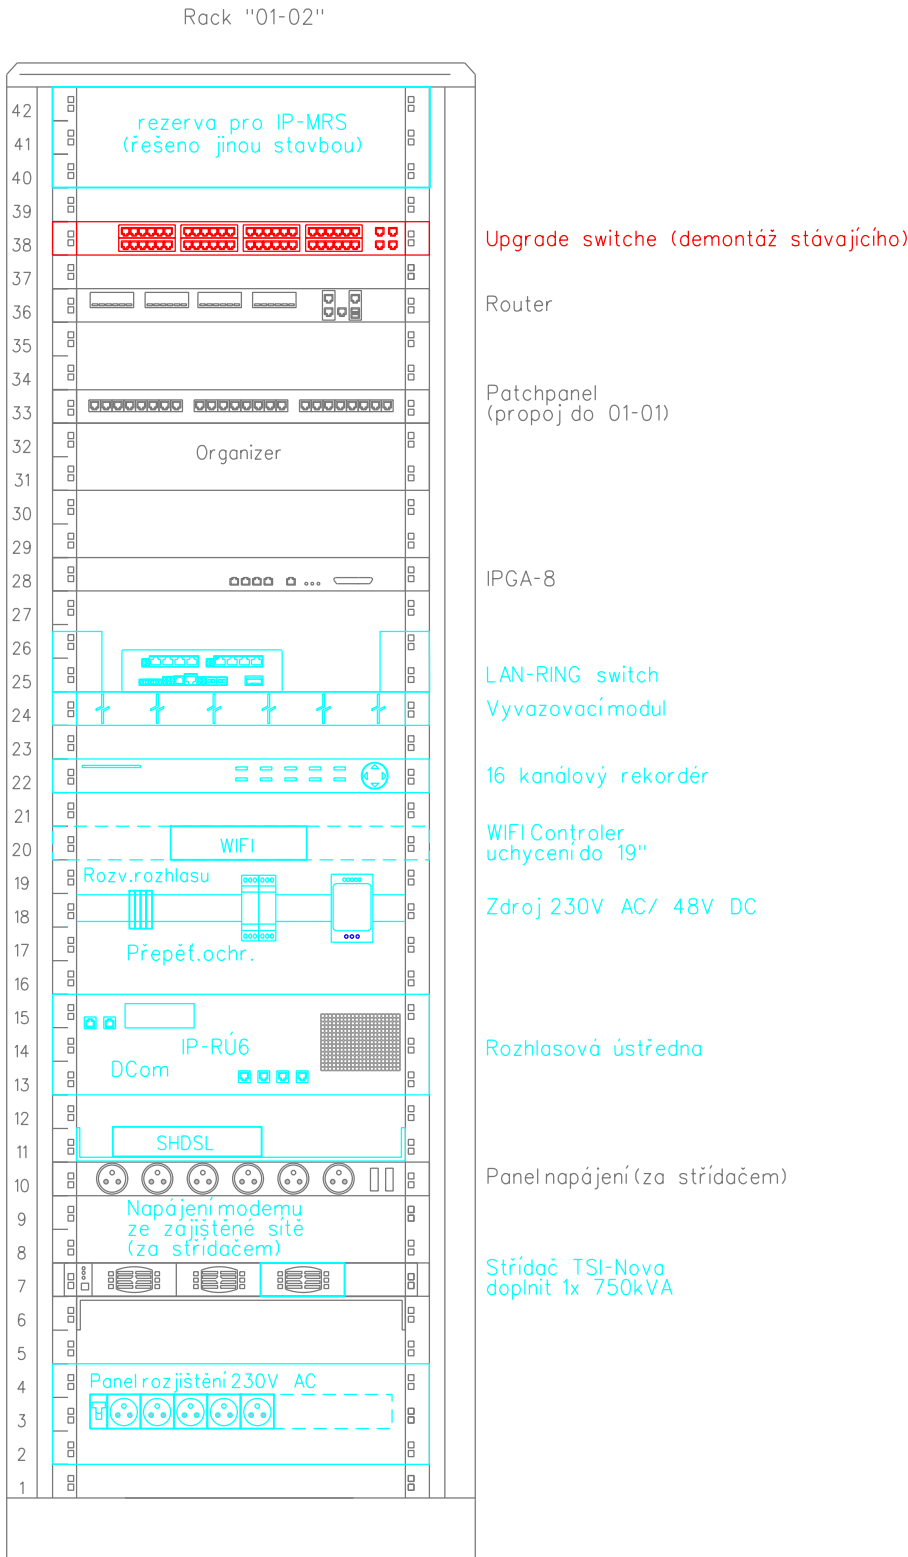 Rack "01-02"
42
rezerva pro IP-MRS
41
(řešeno jinou stavbou)
40
39
38
Upgrade switche (demontáž stávajícího)
37
36
Router
35
34
Patchpanel
33
(propoj do 01-01)
32
Organizer
31
30
29
28
IPGA-8
27
26
25
LAN-RING switch
24
Vyvazovací modul
23
22
16 kanálový rekordér
21
WIFI Controler
20
WIFI
uchycení do 19"
19
Rozv.rozhlasu
18
Zdroj 230V AC/ 48V DC
17
Přepěť.ochr.
16
15
IP-RÚ6
14
Rozhlasová ústředna
DCom
13
12
11
SHDSL
10
Panel napájení (za střídačem)
Napájení modemu
9
ze zajištěné sítě
8
(za střídačem)
Střídač TSI-Nova
7
doplnit 1x 750kVA
6
5
4
Panel rozjištění 230V AC
3
2
1